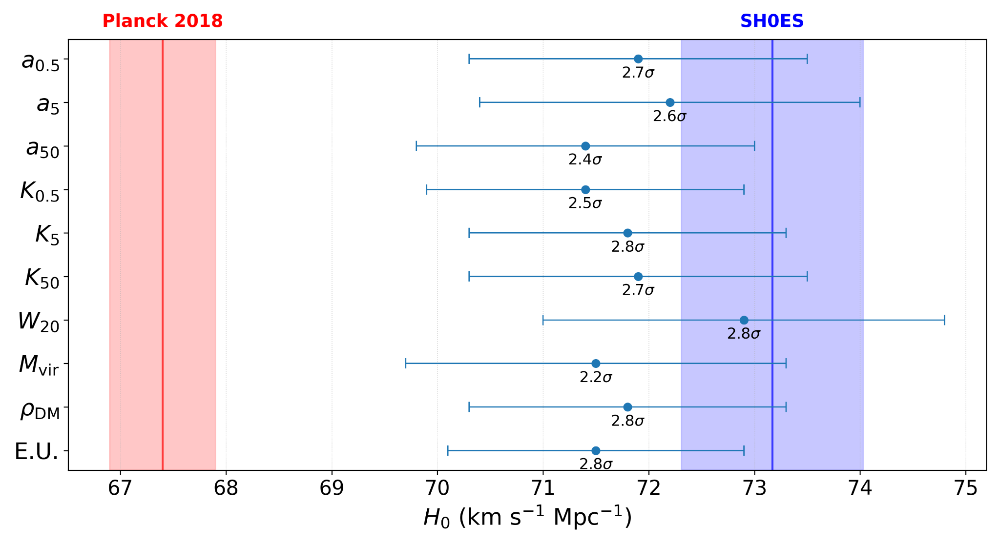 Planck 2018 SH0ES
a₀.₅
2.7σ
a₅
2.6σ
a₅₀
2.4σ
K₀.₅
2.5σ
K₅
2.8σ
K₅₀
2.7σ
W₂₀
2.8σ
M_vir
2.2σ
ρ_DM
2.8σ
E.U.
2.8σ
67 68 69 70 71 72 73 74 75
H₀ (km s⁻¹ Mpc⁻¹)